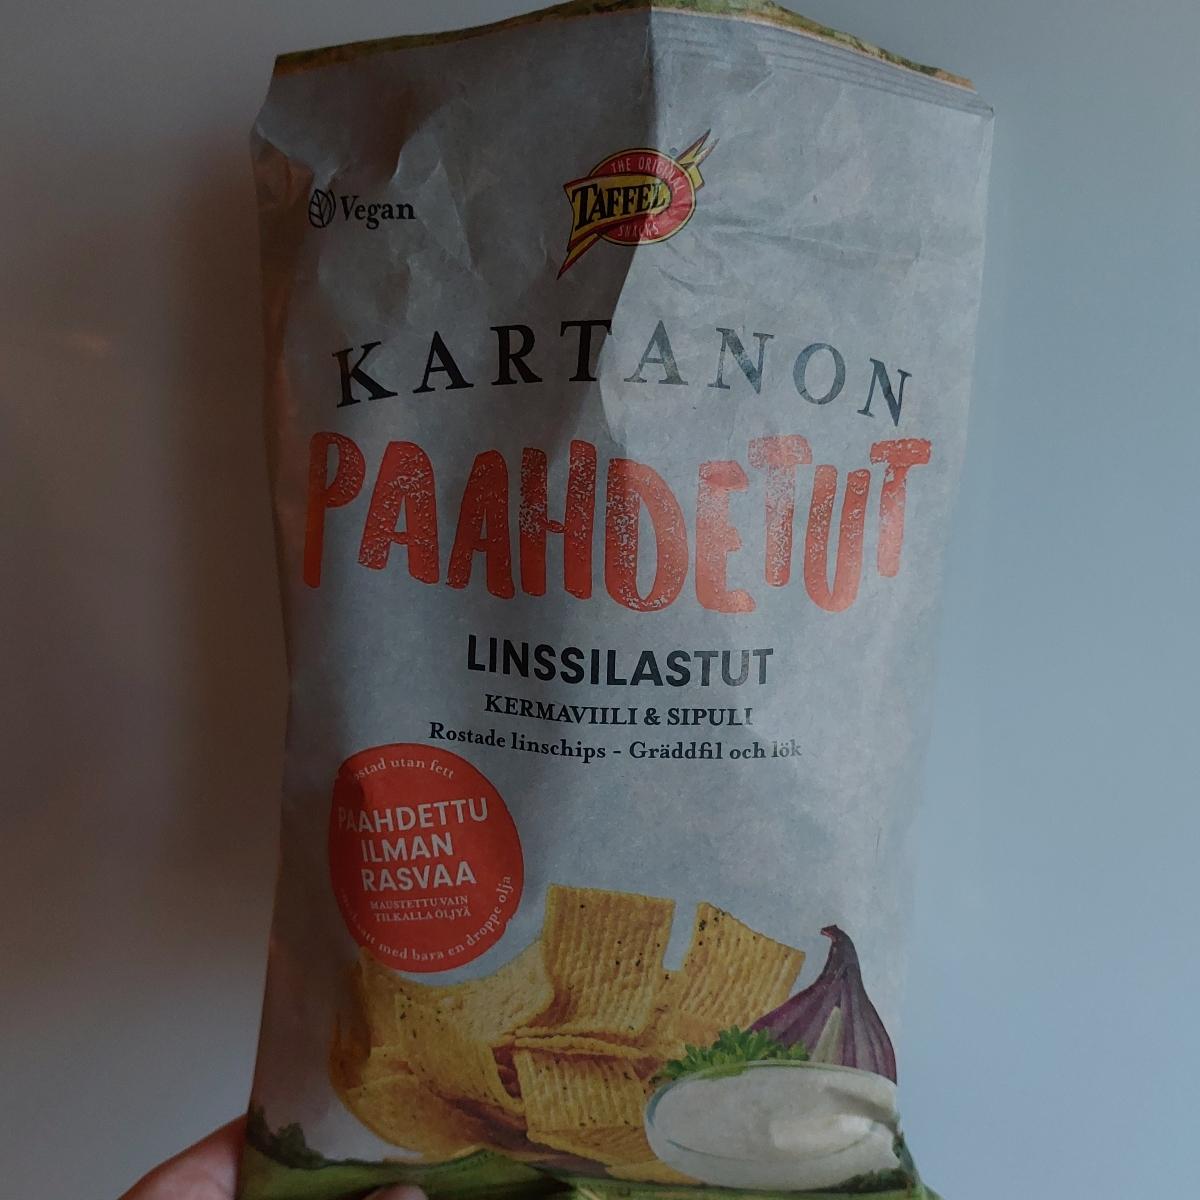 THE ORIGINAL
TAFFEL
SNACKS
Vegan
KARTANON
PAAHDETUT
LINSSILASTUT
KERMAVIILI & SIPULI
Rostade linschips - Gräddfil och lök
utan fett
PAAHDETTU
ILMAN
RASVAA
MAUSTETTU VAIN
TILKALLA ÖLJYÄ
med bara en droppe olja